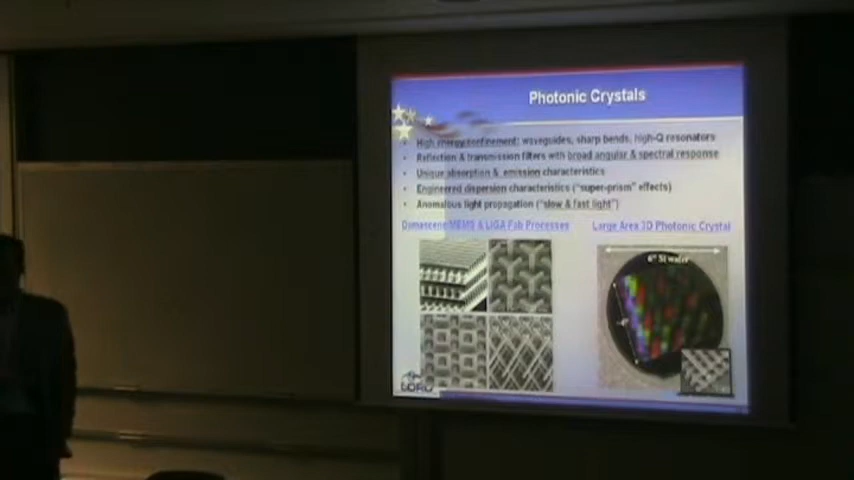 Photonic Crystals
• High energy confinement: waveguides, sharp bends, high-Q resonators
• Reflection & transmission filters with broad angular & spectral response
• Unique absorption & emission characteristics
• Engineered dispersion characteristics ("super-prism" effects)
• Anomalous light propagation ("slow & fast light")
Damascene MEMS & LIGA Fab Processes
Large Area 3D Photonic Crystal
6" Si wafer